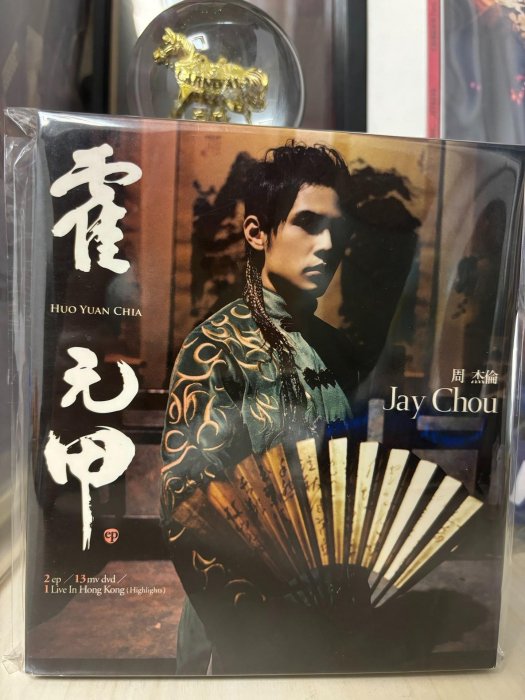 霍
HUO YUAN CHIA
元
甲
ep
周杰倫
Jay Chou
2 ep / 13 mv dvd /
1 Live In Hong Kong (Highlights)